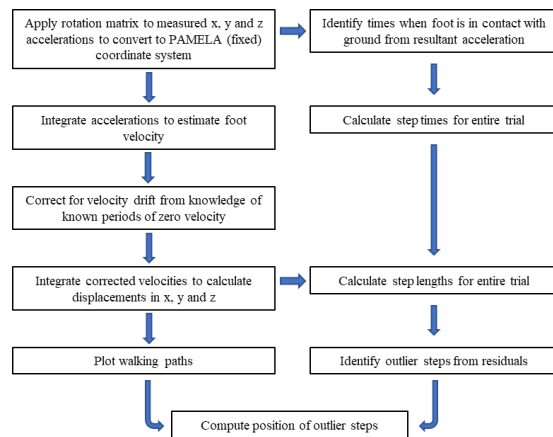 Apply rotation matrix to measured x, y and z
accelerations to convert to PAMELA (fixed)
coordinate system
Identify times when foot is in contact with
ground from resultant acceleration
Integrate accelerations to estimate foot
velocity
Calculate step times for entire trial
Correct for velocity drift from knowledge of
known periods of zero velocity
Integrate corrected velocities to calculate
displacements in x, y and z
Calculate step lengths for entire trial
Plot walking paths
Identify outlier steps from residuals
Compute position of outlier steps